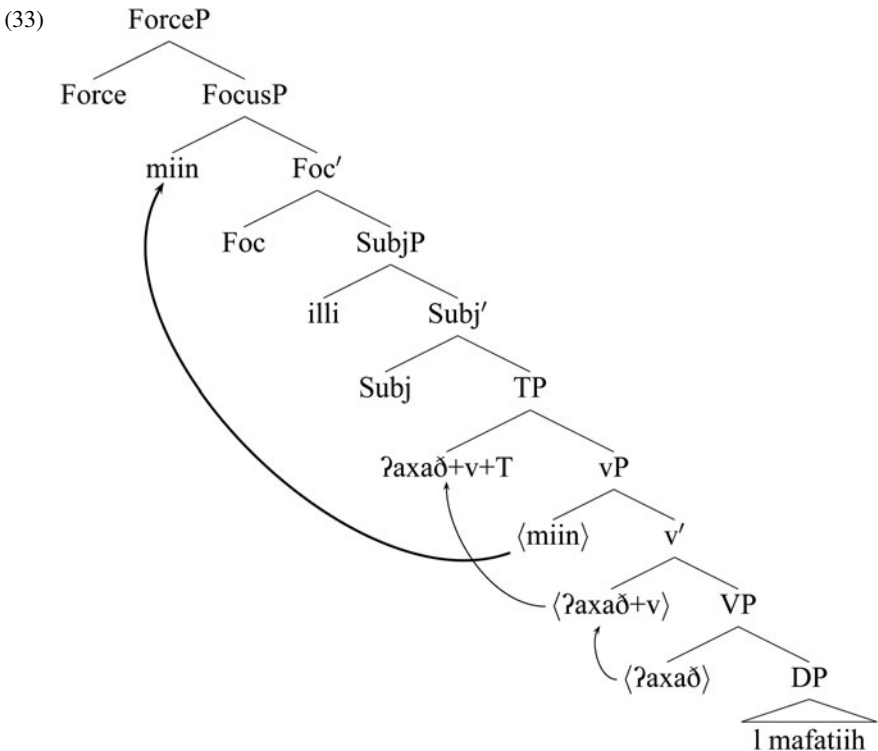 (33)
ForceP
Force FocusP
miin Foc′
Foc SubjP
illi Subj′
Subj TP
ʔaxað+v+T vP
⟨miin⟩ v′
⟨ʔaxað+v⟩ VP
⟨ʔaxað⟩ DP
l mafatiih